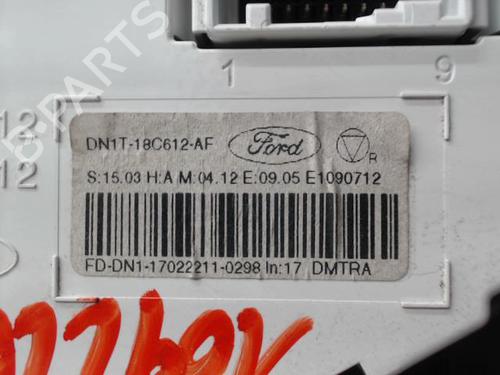 1 9
12
12
DN1T-18C612-AF Ford R
S:15.03 H:A M:04.12 E:09.05 E1090712
FD-DN1-17022211-0298 In:17 DMTRA